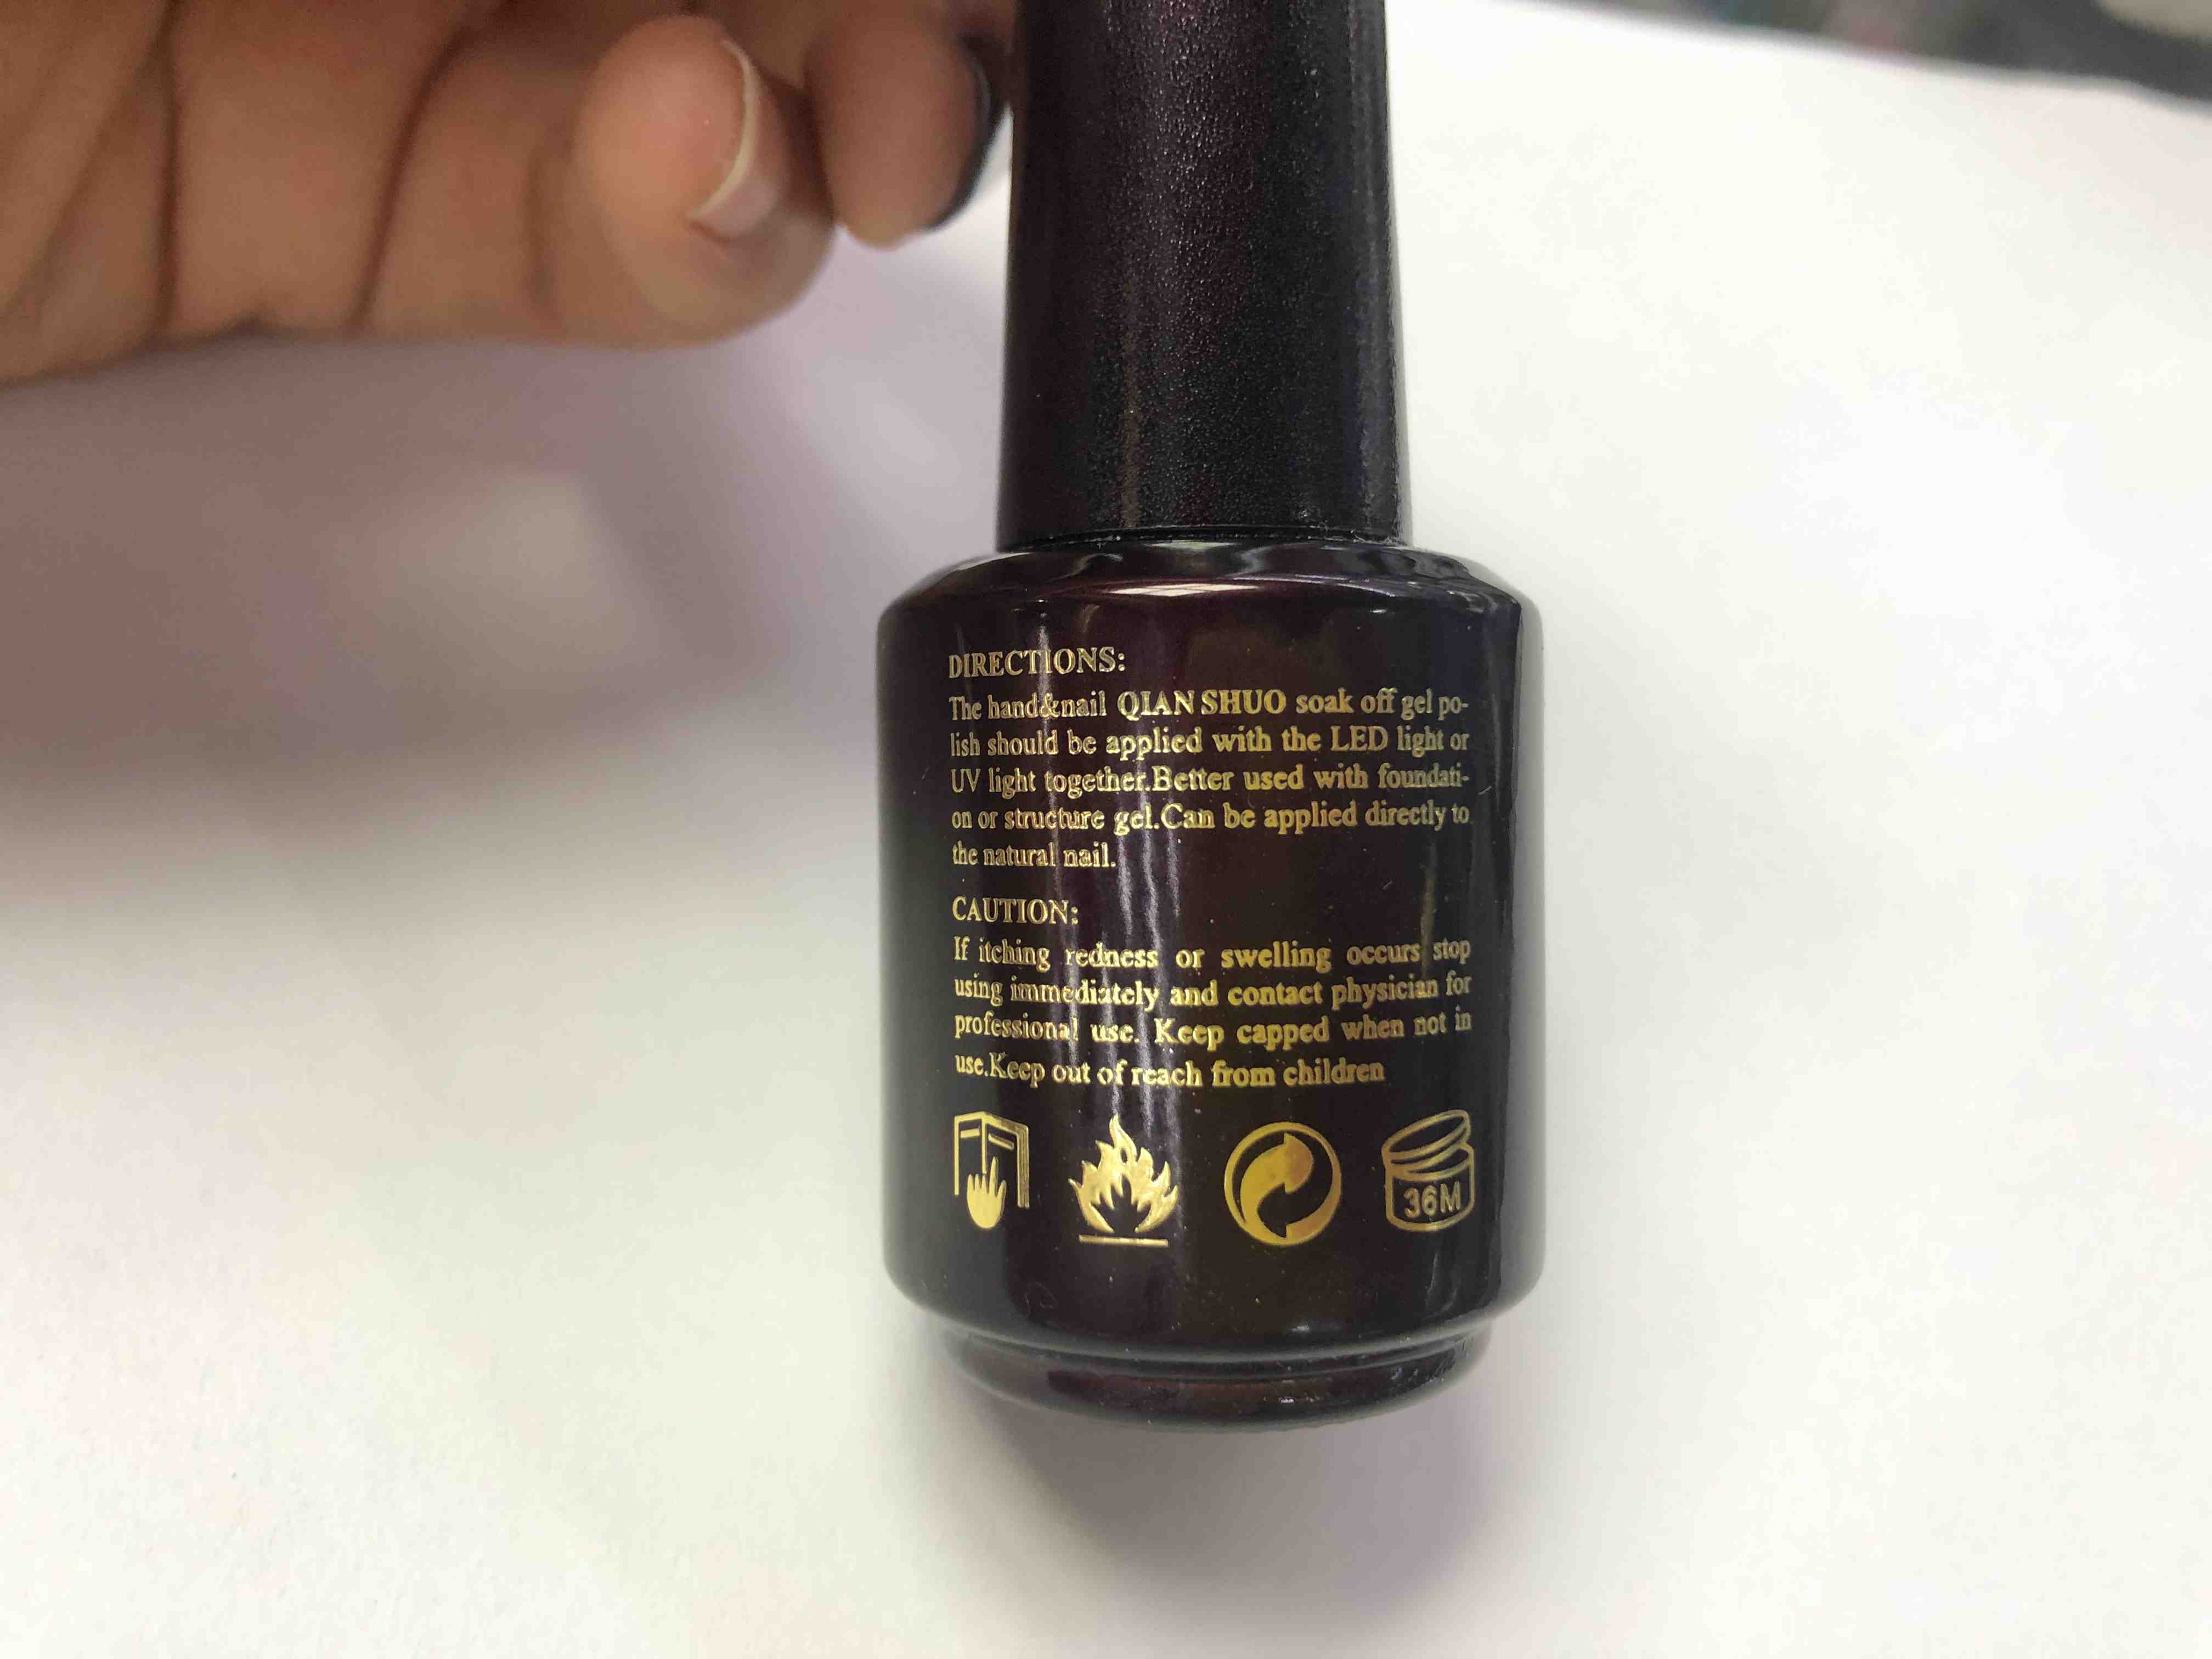 DIRECTIONS:
The hand&nail QIAN SHUO soak off gel po-
lish should be applied with the LED light or
UV light together.Better used with foundati-
on or structure gel.Can be applied directly to
the natural nail.
CAUTION:
If itching redness or swelling occurs stop
using immediately and contact physician for
professional use. Keep capped when not in
use.Keep out of reach from children
36M